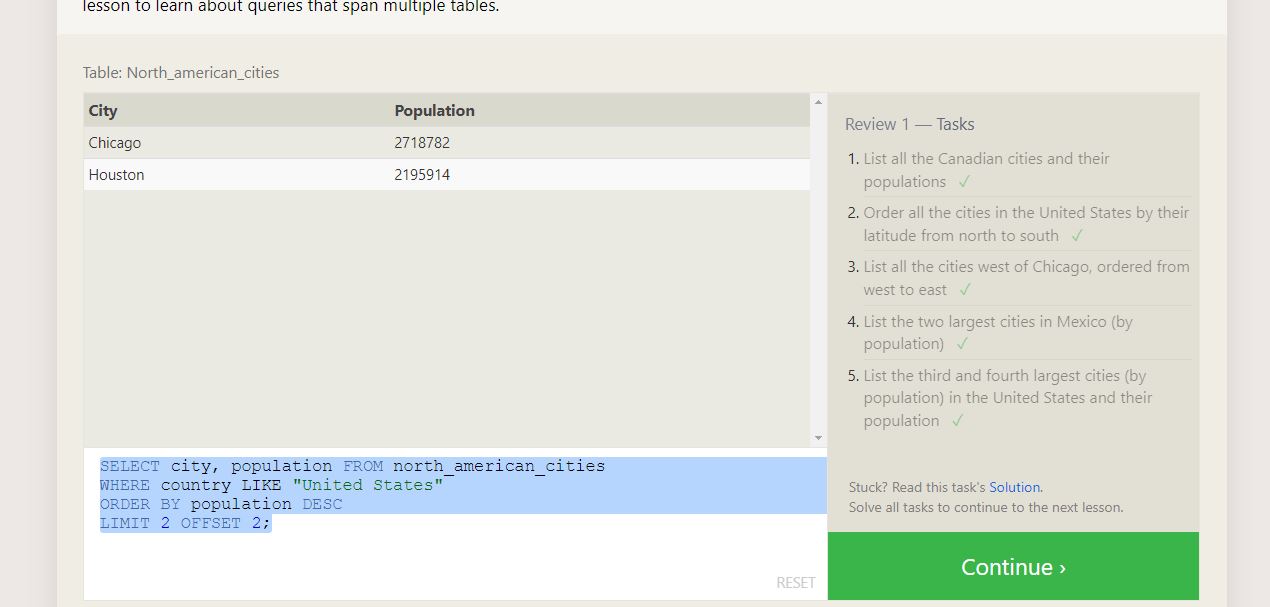 lesson to learn about queries that span multiple tables.
Table: North_american_cities
City Population
Chicago 2718782
Houston 2195914
SELECT city, population FROM north_american_cities
WHERE country LIKE "United States"
ORDER BY population DESC
LIMIT 2 OFFSET 2;
RESET
Review 1 — Tasks
1. List all the Canadian cities and their
populations ✓
2. Order all the cities in the United States by their
latitude from north to south ✓
3. List all the cities west of Chicago, ordered from
west to east ✓
4. List the two largest cities in Mexico (by
population) ✓
5. List the third and fourth largest cities (by
population) in the United States and their
population ✓
Stuck? Read this task's Solution.
Solve all tasks to continue to the next lesson.
Continue ›